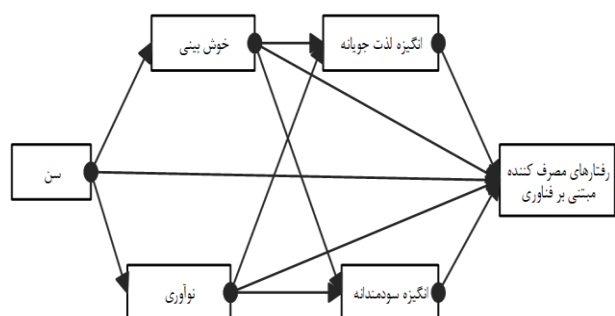 خوش بینی
انگیزه لذت جویانه
سن
رفتارهای مصرف کننده
مبتنی بر فناوری
نوآوری
انگیزه سودمندانه